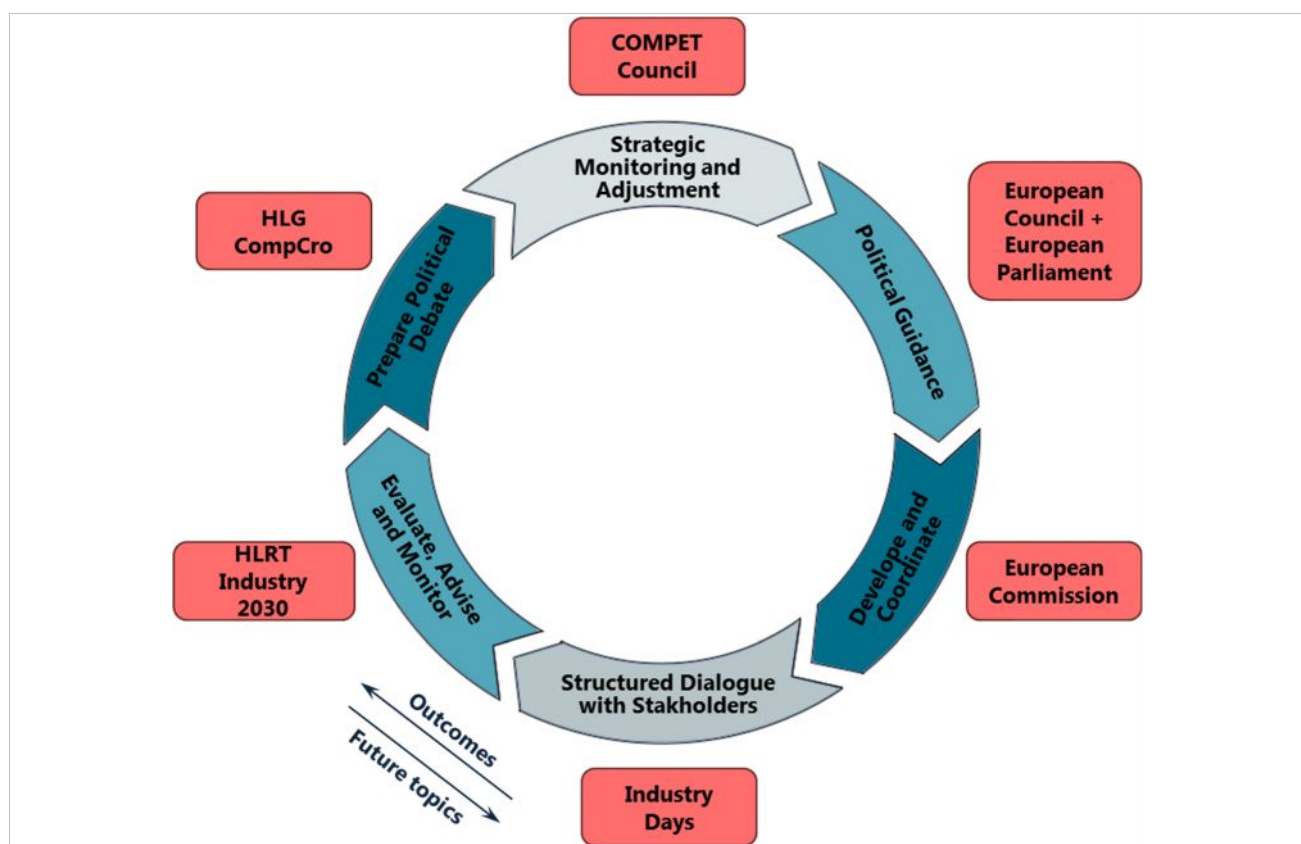 COMPET
Council
Strategic
Monitoring and
Adjustment
European
Council +
European
Parliament
Political Guidance
European
Commission
Develope and
Coordinate
Structured Dialogue
with Stakholders
Industry
Days
Outcomes
Future topics
HLRT
Industry
2030
Evaluate, Advise
and Monitor
HLG
CompCro
Prepare Political
Debate